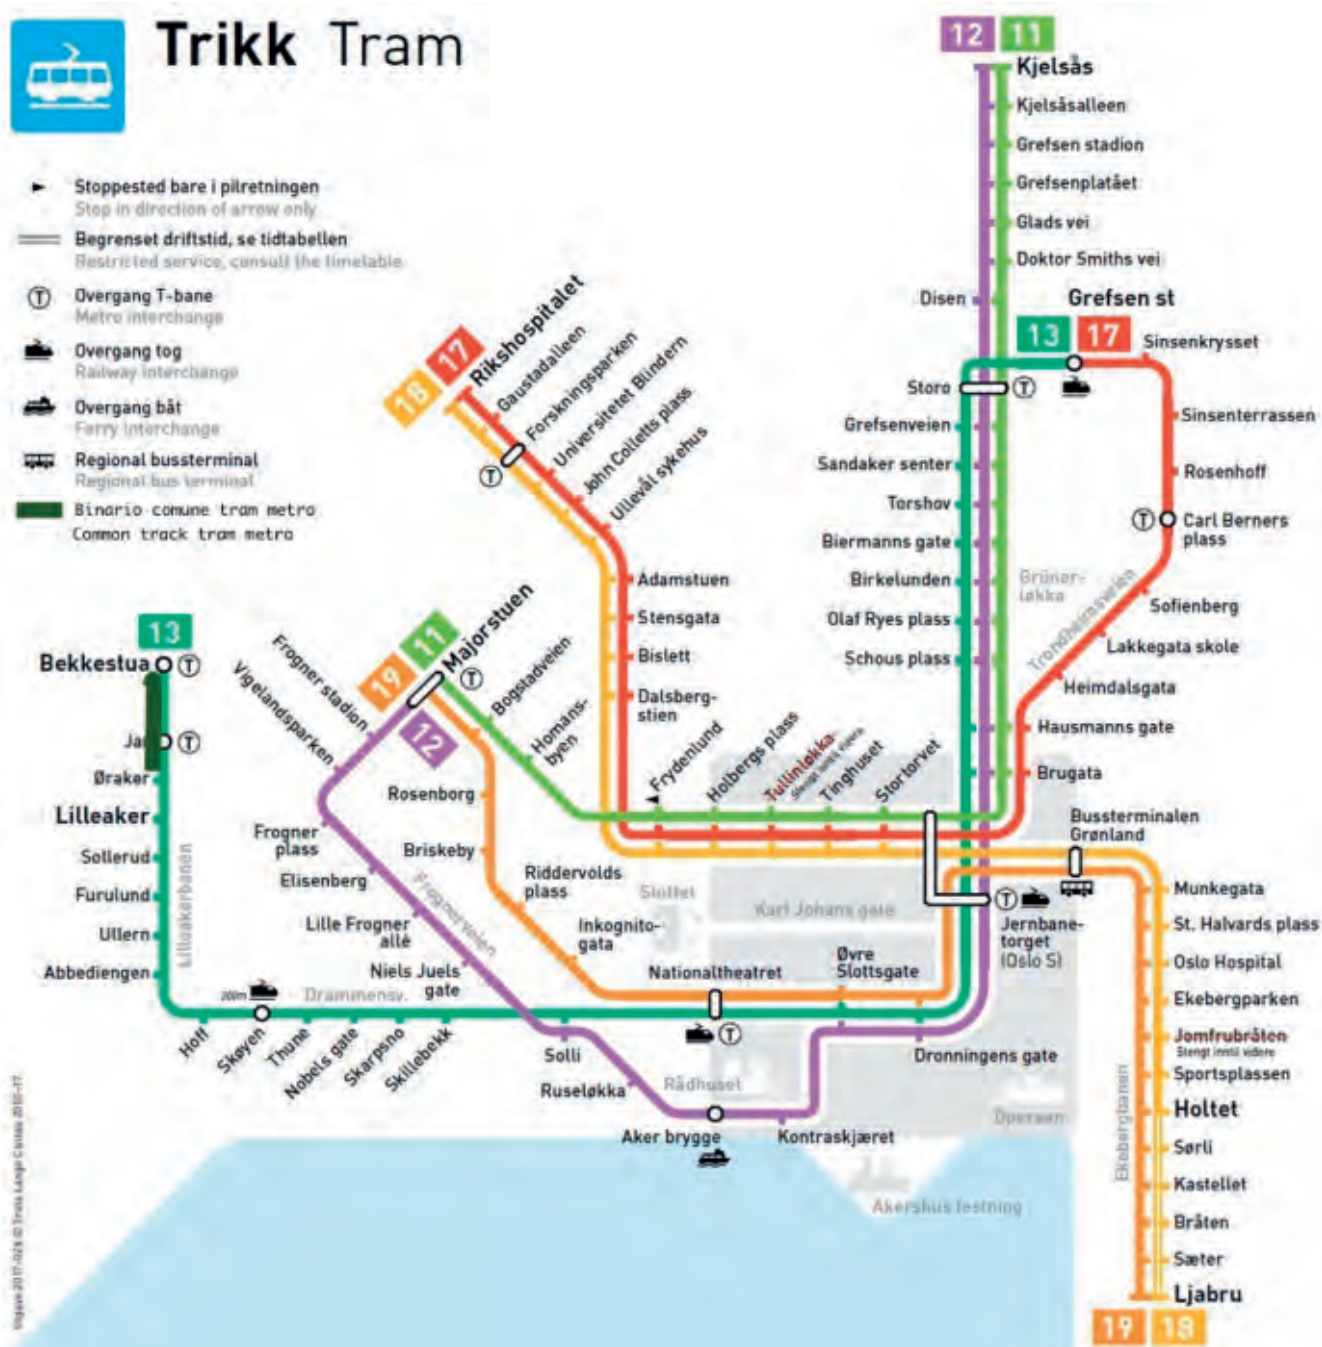 Trikk Tram
Stoppested bare i pilretningen
Stop in direction of arrow only
Begrenset driftstid, se tidtabellen
Restricted service, consult the timetable
T
Overgang T-bane
Metro interchange
Overgang tog
Railway interchange
Overgang båt
Ferry interchange
Regional bussterminal
Regional bus terminal
Binario comune tram metro
Common track tram metro
12 11
Kjelsås
Kjelsåsalleen
Grefsen stadion
Grefsenplatået
Glads vei
Doktor Smiths vei
Disen
Grefsen st
13 17
Sinsenkrysset
Storo
T
Sinsenterrassen
Grefsenveien
Sandaker senter
Rosenhoff
Torshov
T
Carl Berners
plass
Biermanns gate
Birkelunden
Grüner-
løkka
Trondheimsveien
Sofienberg
Olaf Ryes plass
Lakkegata skole
Schous plass
Heimdalsgata
Hausmanns gate
Brugata
18 17
Rikshospitalet
Gaustadalleen
Forskningsparken
T
Universitetet Blindern
John Colletts plass
Ullevål sykehus
Adamstuen
Stensgata
Bislett
Dalsberg-
stien
19 11
Majorstuen
T
12
Bogstadveien
Homans-
byen
Frydenlund
Holbergs plass
Tullinløkka
Tinghuset
Stortorvet
Frogner stadion
Vigelandsparken
Frogner
plass
Elisenberg
Lille Frogner
allè
Niels Juels
gate
Frognerveien
Rosenborg
Briskeby
Riddervolds
plass
Inkognito-
gata
Slottet
Karl Johans gate
Nationaltheatret
T
Øvre
Slottsgate
T
Jernbane-
torget
(Oslo S)
Bussterminalen
Grønland
13
Bekkestua
T
Ja
T
Øraker
Lilleaker
Sollerud
Furulund
Ullern
Abbediengen
Lilleakerbanen
Drammensv.
200m
Hoff
Skøyen
Thune
Nobels gate
Skarpsno
Skillebekk
Solli
Ruseløkka
Rådhuset
Aker brygge
Kontraskjæret
Dronningens gate
Operaen
Akershus festning
Munkegata
St. Halvards plass
Oslo Hospital
Ekebergparken
Jomfrubråten
Stengt inntil videre
Sportsplassen
Holtet
Sørli
Kastellet
Bråten
Sæter
Ljabru
Ekebergbanen
19 18